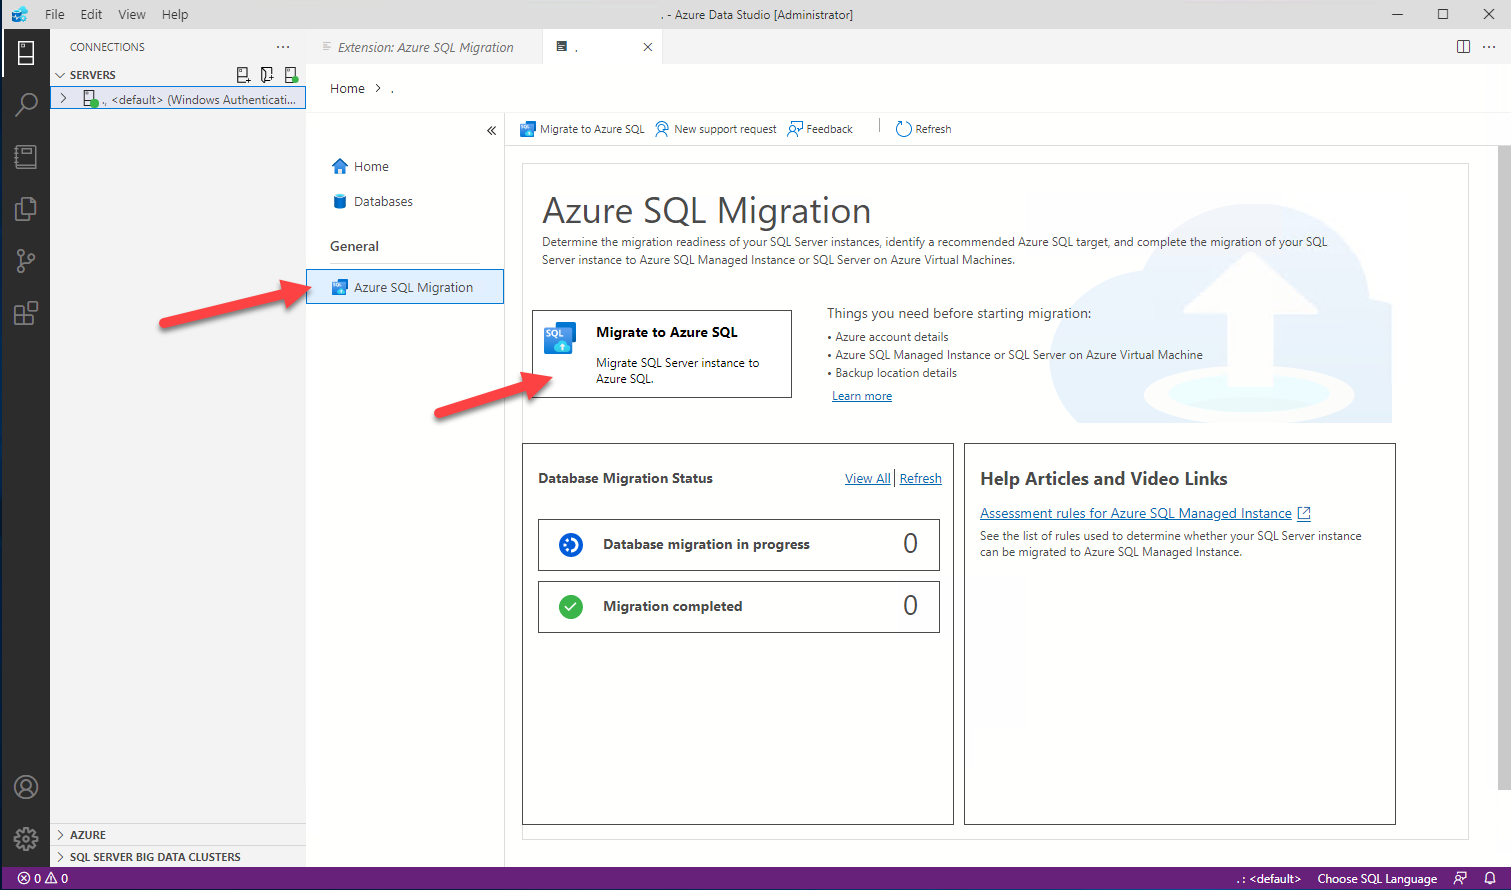 File Edit View Help
. - Azure Data Studio [Administrator]
CONNECTIONS
SERVERS
., <default> (Windows Authenticati...
AZURE
SQL SERVER BIG DATA CLUSTERS
Extension: Azure SQL Migration
.
Home > .
Home
Databases
General
Azure SQL Migration
Migrate to Azure SQL New support request Feedback Refresh
Azure SQL Migration
Determine the migration readiness of your SQL Server instances, identify a recommended Azure SQL target, and complete the migration of your SQL
Server instance to Azure SQL Managed Instance or SQL Server on Azure Virtual Machines.
SQL
Migrate to Azure SQL
Migrate SQL Server instance to
Azure SQL.
Things you need before starting migration:
• Azure account details
• Azure SQL Managed Instance or SQL Server on Azure Virtual Machine
• Backup location details
Learn more
Database Migration Status
View All | Refresh
Database migration in progress 0
Migration completed 0
Help Articles and Video Links
Assessment rules for Azure SQL Managed Instance
See the list of rules used to determine whether your SQL Server instance
can be migrated to Azure SQL Managed Instance.
0 0
. : <default> Choose SQL Language